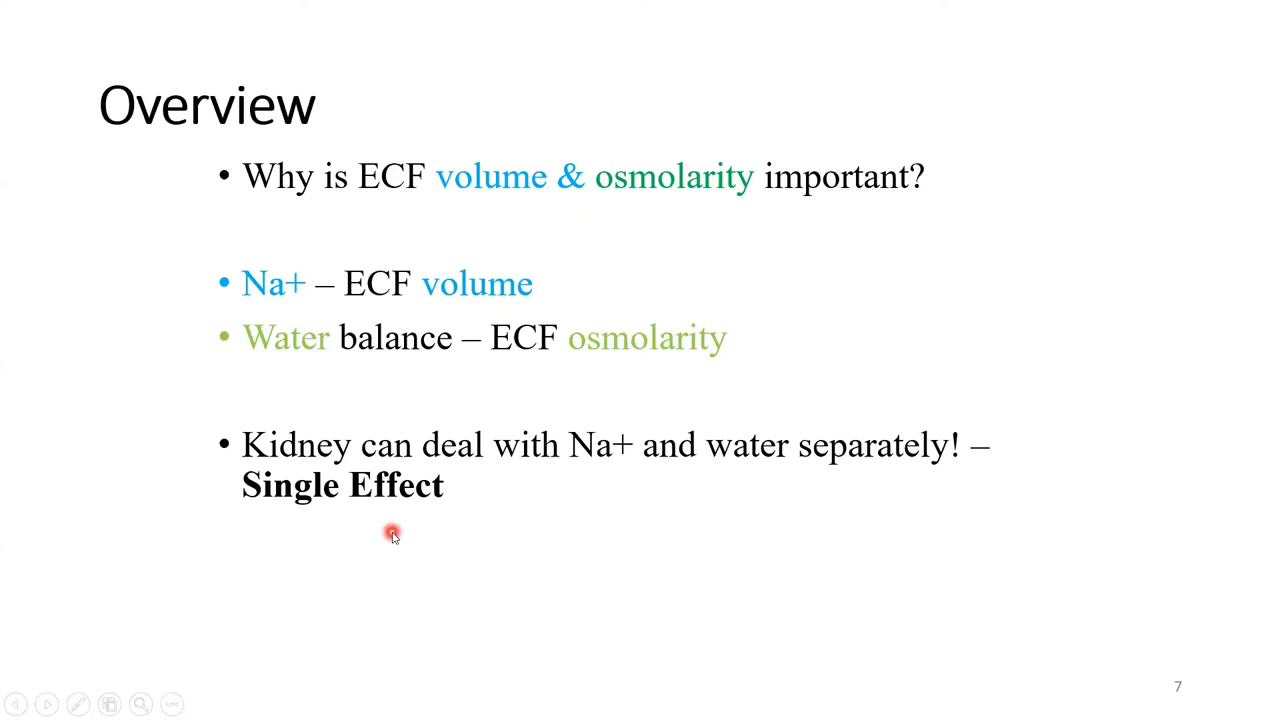 Overview
• Why is ECF volume & osmolarity important?
• Na+ – ECF volume
• Water balance – ECF osmolarity
• Kidney can deal with Na+ and water separately! –
Single Effect
7